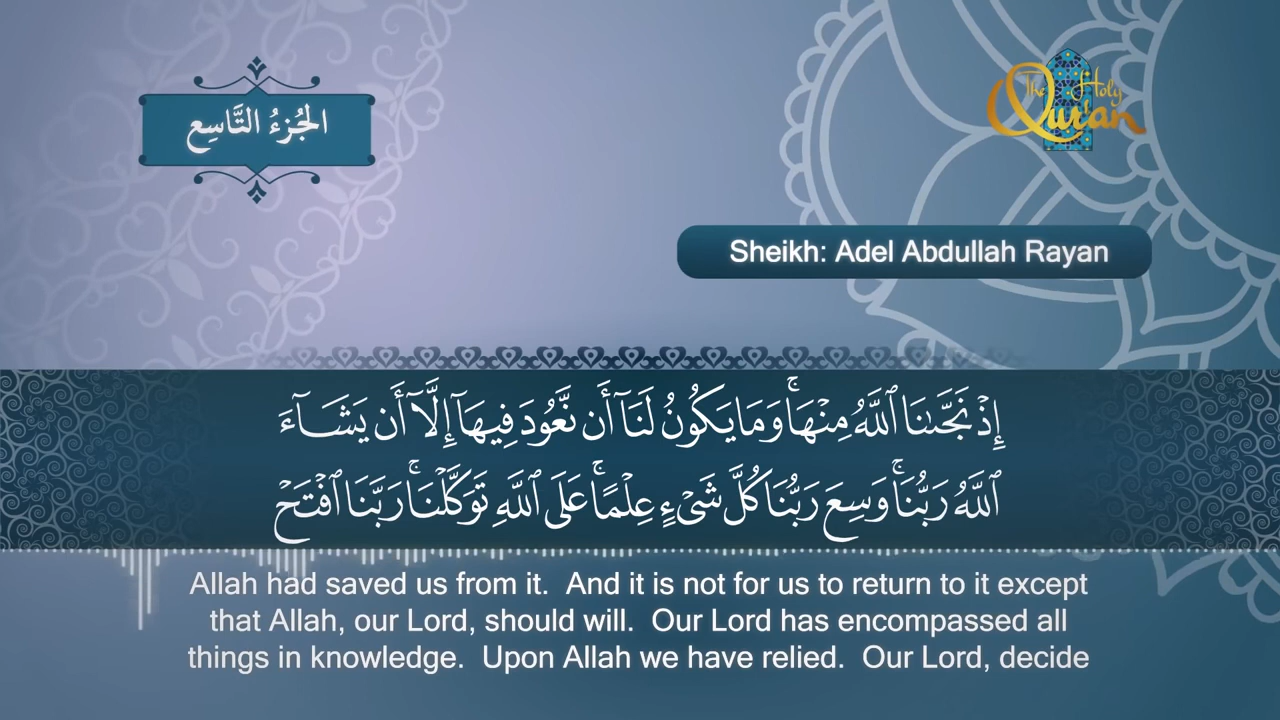 الجُزءُ التَّاسِع
The Holy
Qur'an
Sheikh: Adel Abdullah Rayan
إِذۡ نَجَّىٰنَا ٱللَّهُ مِنۡهَاۚ وَمَا يَكُونُ لَنَآ أَن نَّعُودَ فِيهَآ إِلَّآ أَن يَشَآءَ
ٱللَّهُ رَبُّنَاۚ وَسِعَ رَبُّنَا كُلَّ شَيۡءٍ عِلۡمًاۚ عَلَى ٱللَّهِ تَوَكَّلۡنَاۚ رَبَّنَا ٱفۡتَحۡ
Allah had saved us from it.  And it is not for us to return to it except
that Allah, our Lord, should will.  Our Lord has encompassed all
things in knowledge.  Upon Allah we have relied.  Our Lord, decide